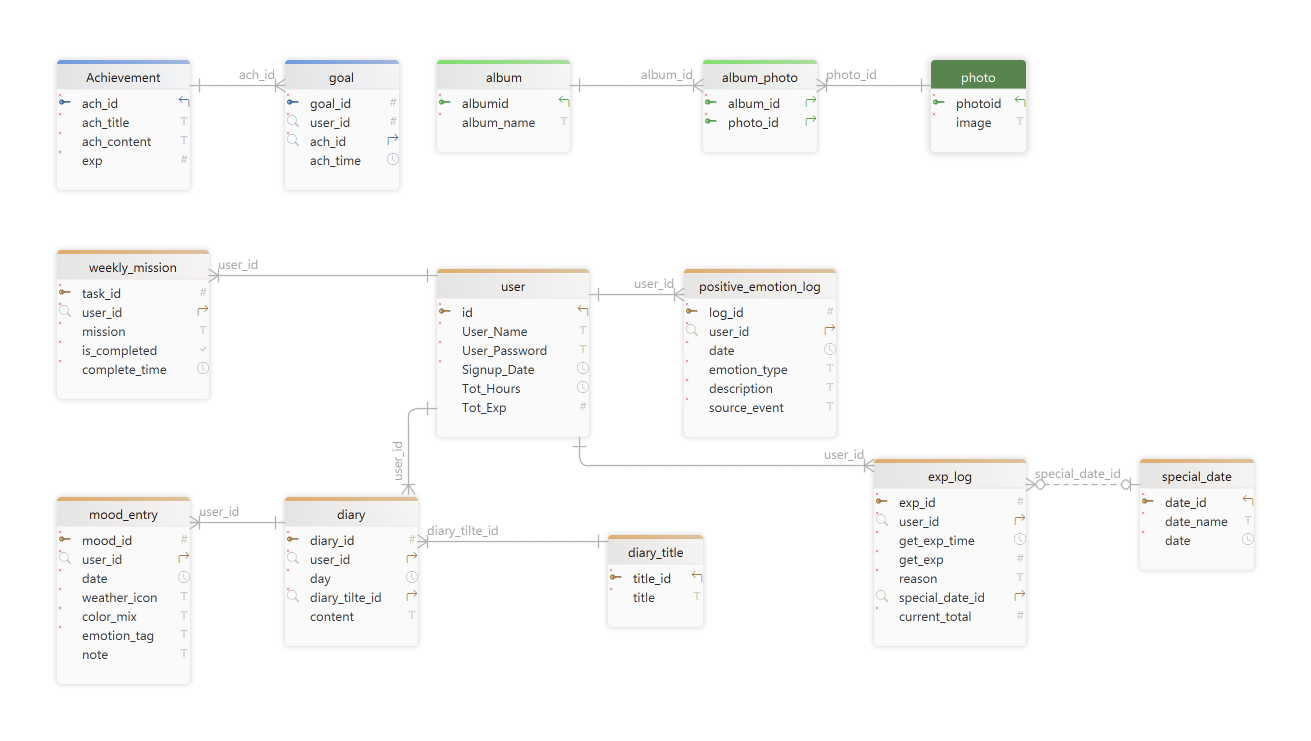 Achievement
ach_id
ach_title T
ach_content T
exp #
ach_id
goal
goal_id #
user_id #
ach_id
ach_time
album
albumid
album_name T
album_id
album_photo
album_id
photo_id
photo_id
photo
photoid
image T
weekly_mission
task_id #
user_id
mission T
is_completed
complete_time
user_id
user
id
User_Name T
User_Password T
Signup_Date
Tot_Hours
Tot_Exp #
user_id
positive_emotion_log
log_id #
user_id
date
emotion_type T
description T
source_event T
user_id
user_id
mood_entry
mood_id #
user_id
date
weather_icon T
color_mix T
emotion_tag T
note T
user_id
diary
diary_id #
user_id
day
diary_tilte_id
content T
diary_tilte_id
diary_title
title_id
title T
exp_log
exp_id #
user_id
get_exp_time
get_exp #
reason T
special_date_id
current_total #
special_date_id
special_date
date_id
date_name T
date